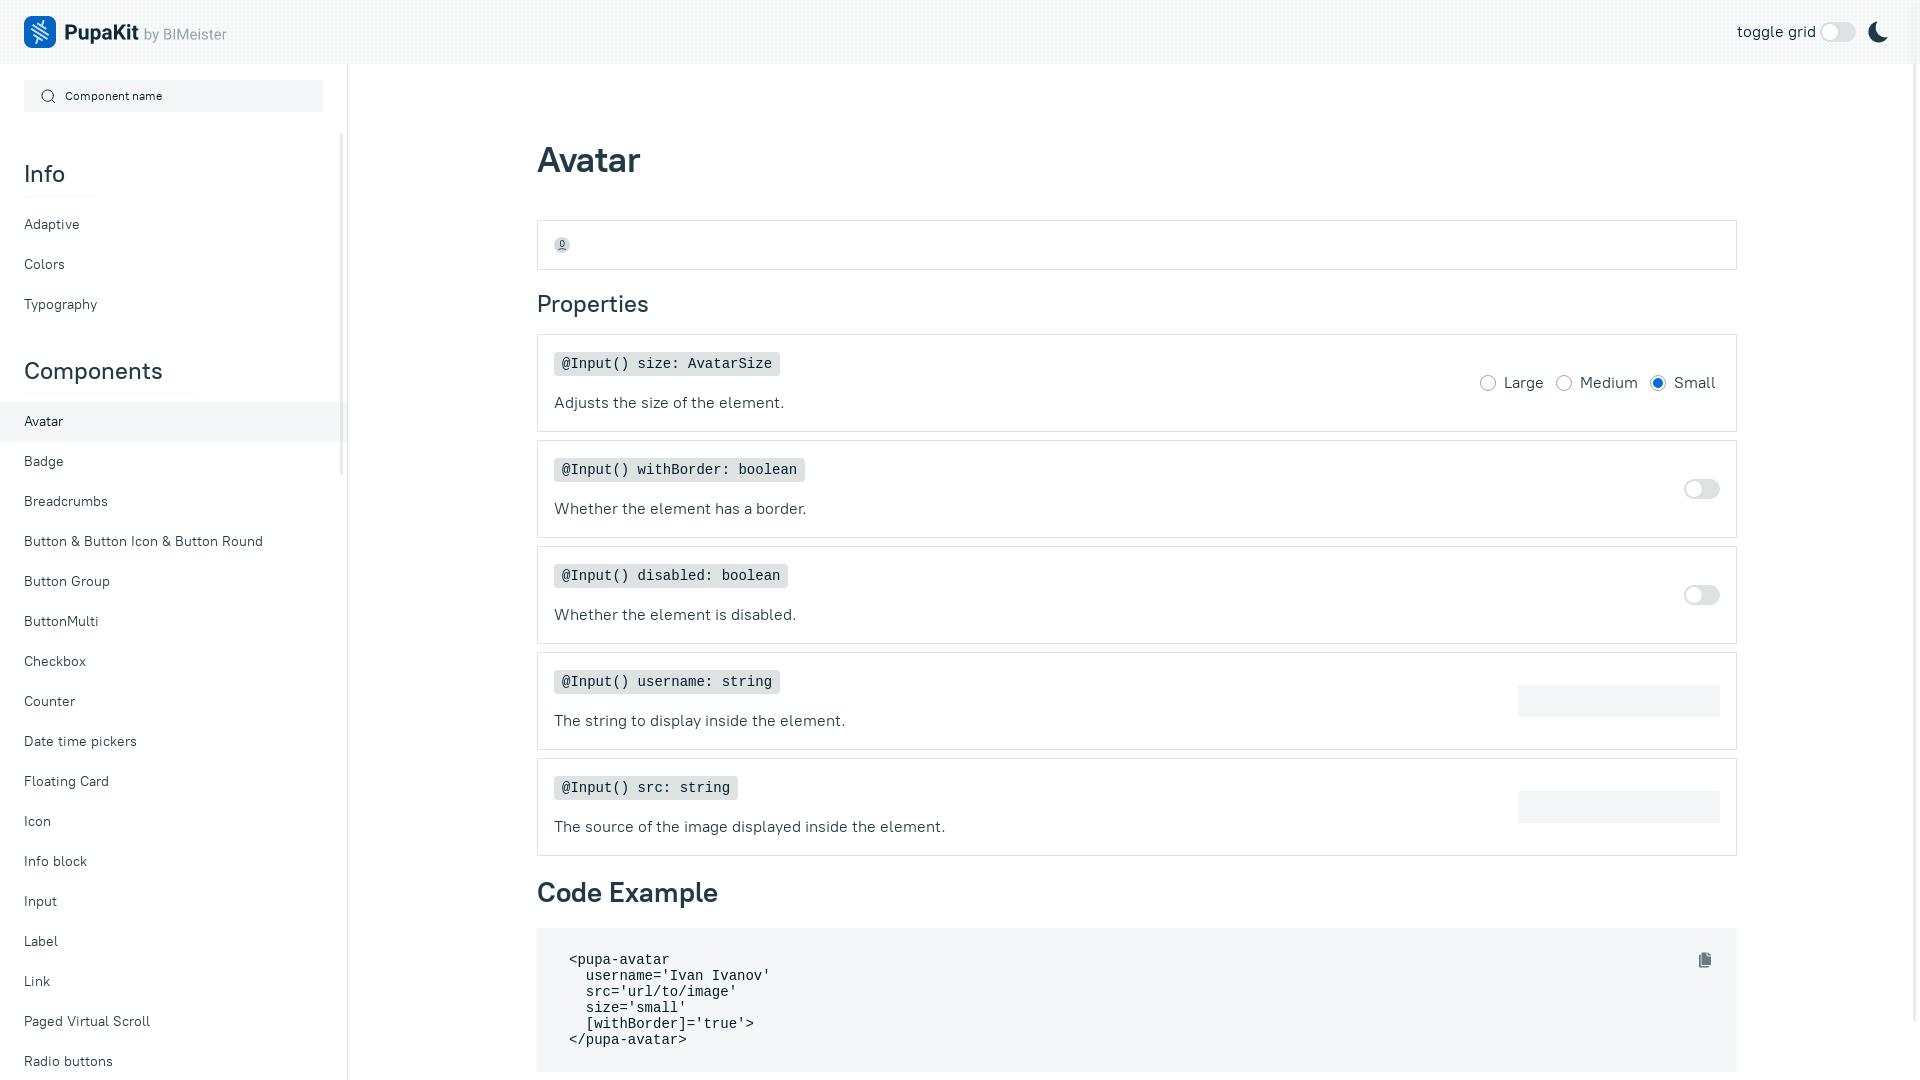 PupaKit by BIMeister
toggle grid
Component name
Info
Adaptive
Colors
Typography
Components
Avatar
Badge
Breadcrumbs
Button & Button Icon & Button Round
Button Group
ButtonMulti
Checkbox
Counter
Date time pickers
Floating Card
Icon
Info block
Input
Label
Link
Paged Virtual Scroll
Radio buttons
Avatar
Properties
@Input() size: AvatarSize
Adjusts the size of the element.
Large Medium Small
@Input() withBorder: boolean
Whether the element has a border.
@Input() disabled: boolean
Whether the element is disabled.
@Input() username: string
The string to display inside the element.
@Input() src: string
The source of the image displayed inside the element.
Code Example
<pupa-avatar
  username='Ivan Ivanov'
  src='url/to/image'
  size='small'
  [withBorder]='true'>
</pupa-avatar>